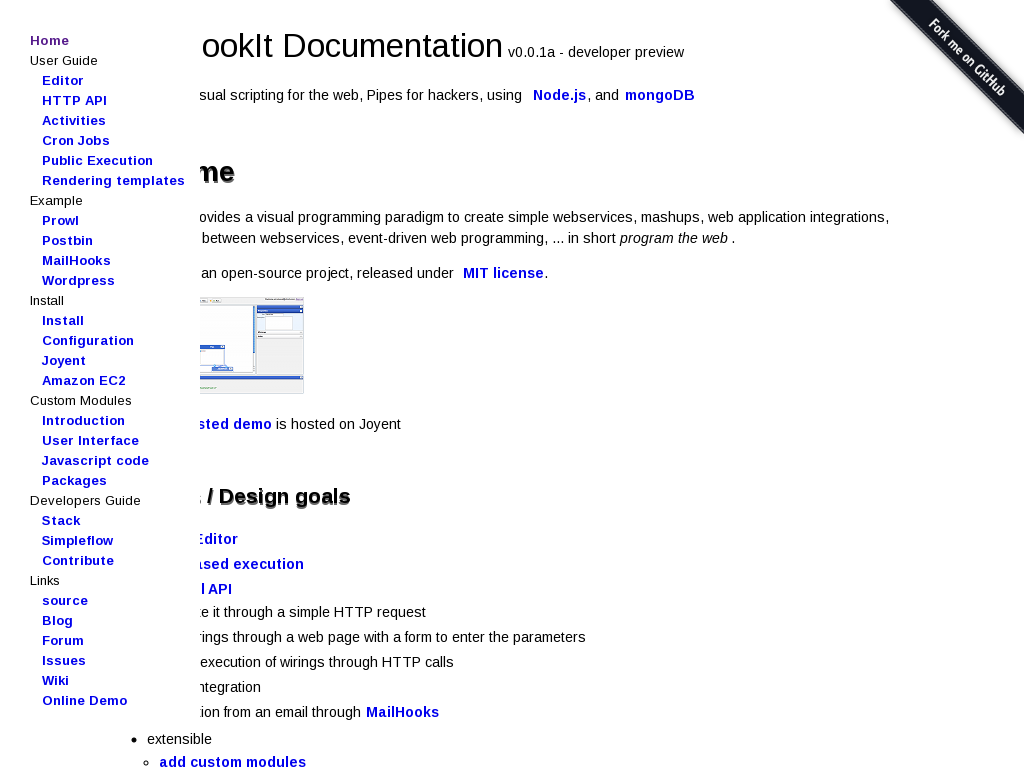 Home
User Guide
Editor
HTTP API
Activities
Cron Jobs
Public Execution
Rendering templates
Example
Prowl
Postbin
MailHooks
Wordpress
Install
Install
Configuration
Joyent
Amazon EC2
Custom Modules
Introduction
User Interface
Javascript code
Packages
Developers Guide
Stack
Simpleflow
Contribute
Links
source
Blog
Forum
Issues
Wiki
Online Demo
ookIt Documentation v0.0.1a - developer preview
sual scripting for the web, Pipes for hackers, using Node.js, and mongoDB
me
ovides a visual programming paradigm to create simple webservices, mashups, web application integrations,
between webservices, event-driven web programming, ... in short program the web .
an open-source project, released under MIT license.
sted demo is hosted on Joyent
/ Design goals
Editor
ased execution
l API
te it through a simple HTTP request
rings through a web page with a form to enter the parameters
execution of wirings through HTTP calls
ntegration
tion from an email through MailHooks
extensible
add custom modules
Fork me on GitHub